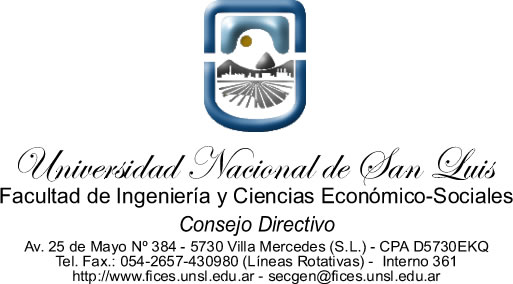 Universidad Nacional de San Luis
Facultad de Ingeniería y Ciencias Económico-Sociales
Consejo Directivo
Av. 25 de Mayo Nº 384 - 5730 Villa Mercedes (S.L.) - CPA D5730EKQ
Tel. Fax.: 054-2657-430980 (Líneas Rotativas) - Interno 361
http://www.fices.unsl.edu.ar - secgen@fices.unsl.edu.ar